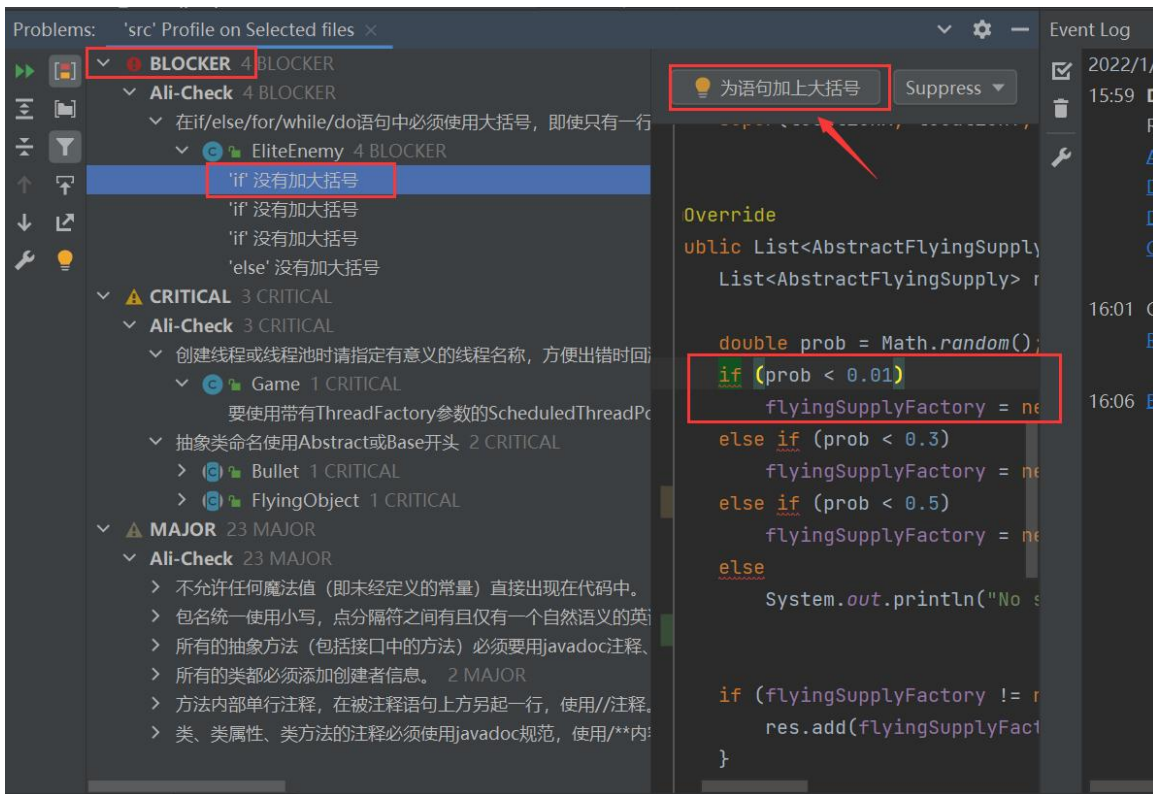 Problems: 'src' Profile on Selected files
BLOCKER 4 BLOCKER
Ali-Check 4 BLOCKER
在if/else/for/while/do语句中必须使用大括号，即使只有一行
EliteEnemy 4 BLOCKER
'if' 没有加大括号
'if' 没有加大括号
'if' 没有加大括号
'else' 没有加大括号
CRITICAL 3 CRITICAL
Ali-Check 3 CRITICAL
创建线程或线程池时请指定有意义的线程名称，方便出错时回
Game 1 CRITICAL
要使用带有ThreadFactory参数的ScheduledThreadPo
抽象类命名使用Abstract或Base开头 2 CRITICAL
Bullet 1 CRITICAL
FlyingObject 1 CRITICAL
MAJOR 23 MAJOR
Ali-Check 23 MAJOR
不允许任何魔法值（即未经定义的常量）直接出现在代码中。
包名统一使用小写，点分隔符之间有且仅有一个自然语义的英
所有的抽象方法（包括接口中的方法）必须要用javadoc注释、
所有的类都必须添加创建者信息。 2 MAJOR
方法内部单行注释，在被注释语句上方另起一行，使用//注释。
类、类属性、类方法的注释必须使用javadoc规范，使用/**内
为语句加上大括号 Suppress
Override
ublic List<AbstractFlyingSupply
List<AbstractFlyingSupply> r
double prob = Math.random();
if (prob < 0.01)
flyingSupplyFactory = ne
else if (prob < 0.3)
flyingSupplyFactory = ne
else if (prob < 0.5)
flyingSupplyFactory = ne
else
System.out.println("No s
if (flyingSupplyFactory !=
res.add(flyingSupplyFact
}
Event Log
2022/1/
15:59
16:01
16:06